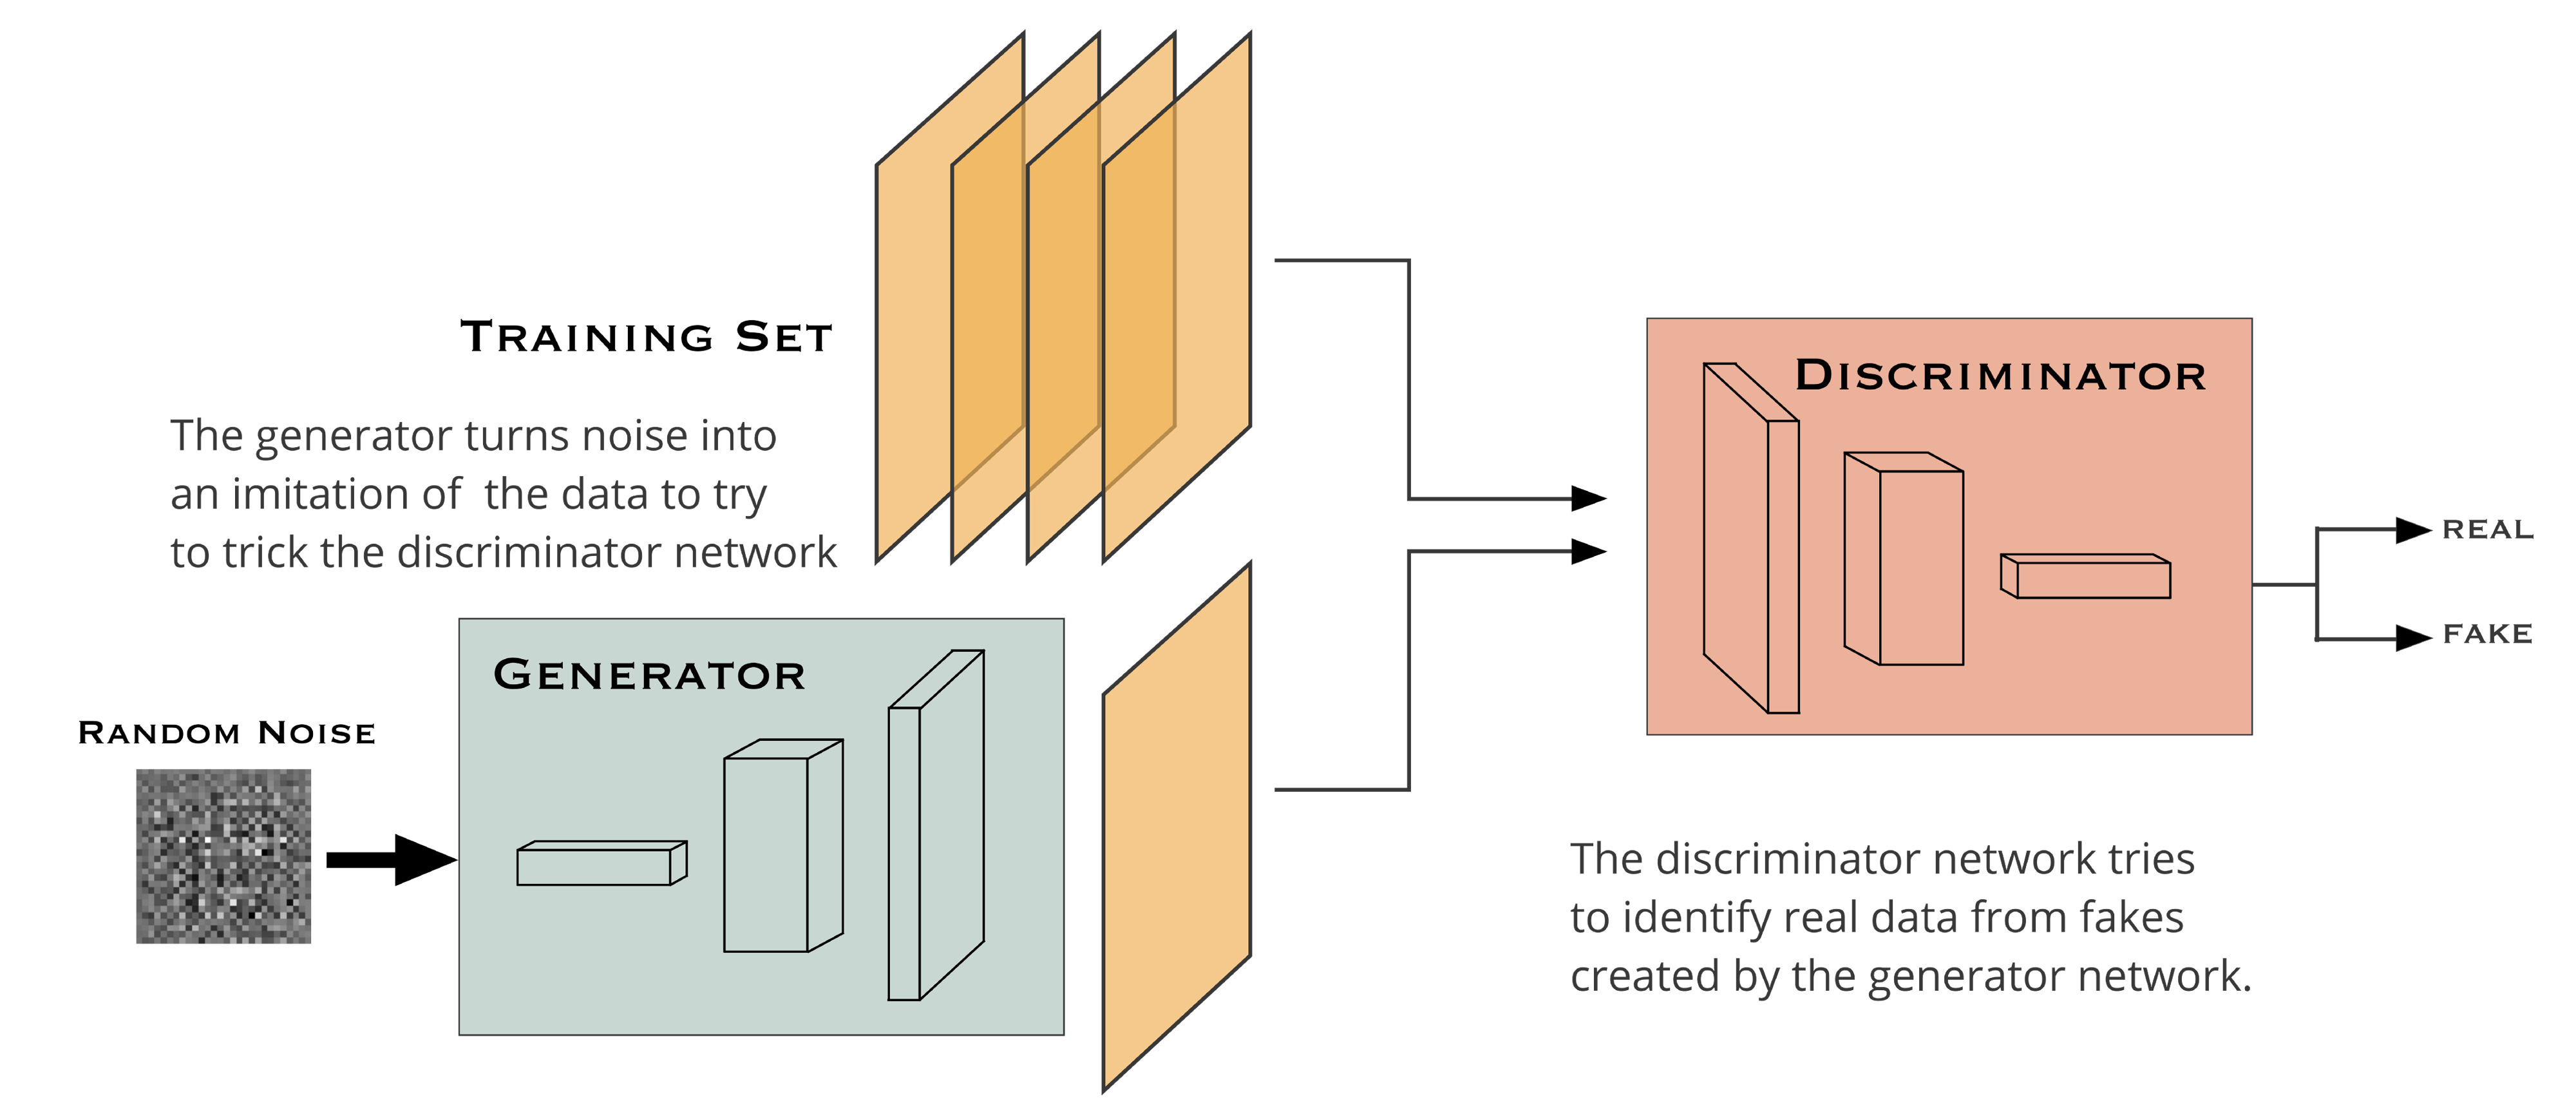 Training Set
The generator turns noise into
an imitation of  the data to try
to trick the discriminator network
Generator
Random Noise
Discriminator
REAL
FAKE
The discriminator network tries
to identify real data from fakes
created by the generator network.